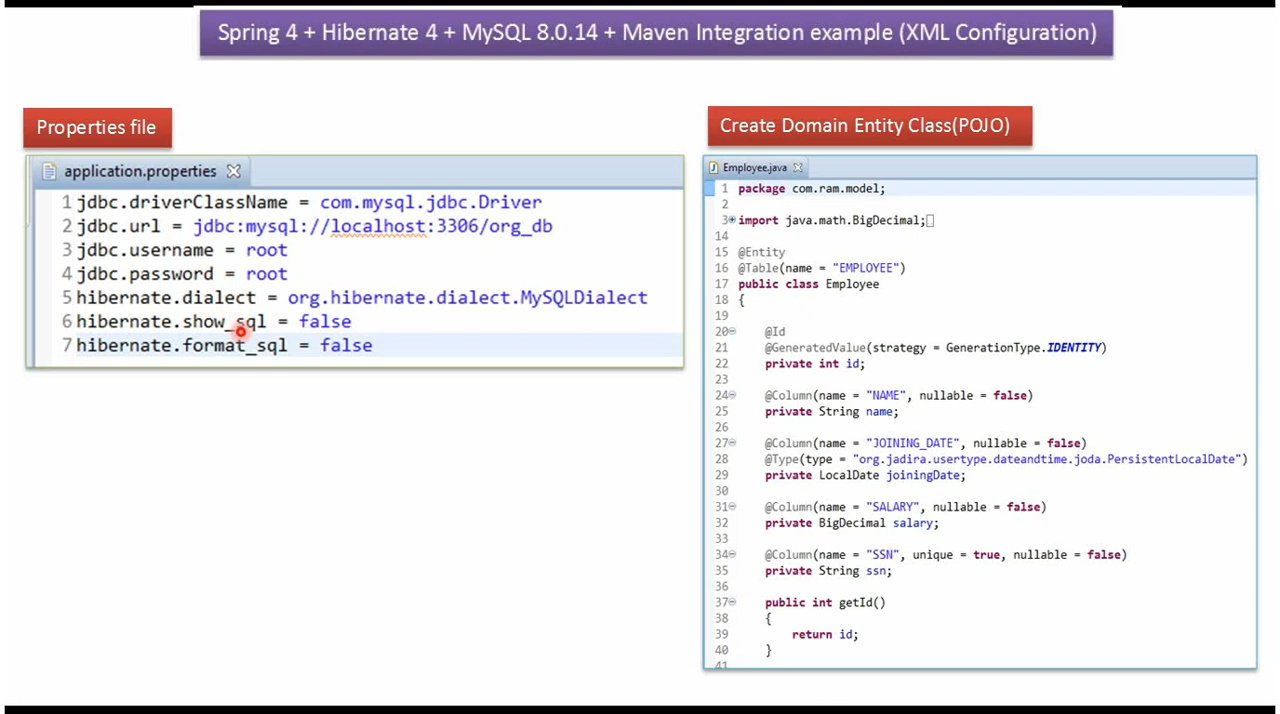 Spring 4 + Hibernate 4 + MySQL 8.0.14 + Maven Integration example (XML Configuration)
Properties file
application.properties
1 jdbc.driverClassName = com.mysql.jdbc.Driver
2 jdbc.url = jdbc:mysql://localhost:3306/org_db
3 jdbc.username = root
4 jdbc.password = root
5 hibernate.dialect = org.hibernate.dialect.MySQLDialect
6 hibernate.show_sql = false
7 hibernate.format_sql = false
Create Domain Entity Class(POJO)
Employee.java
1 package com.ram.model;
2
3 import java.math.BigDecimal;
14
15 @Entity
16 @Table(name = "EMPLOYEE")
17 public class Employee
18 {
19
20 @Id
21 @GeneratedValue(strategy = GenerationType.IDENTITY)
22 private int id;
23
24 @Column(name = "NAME", nullable = false)
25 private String name;
26
27 @Column(name = "JOINING_DATE", nullable = false)
28 @Type(type = "org.jadira.usertype.dateandtime.joda.PersistentLocalDate")
29 private LocalDate joiningDate;
30
31 @Column(name = "SALARY", nullable = false)
32 private BigDecimal salary;
33
34 @Column(name = "SSN", unique = true, nullable = false)
35 private String ssn;
36
37 public int getId()
38 {
39 return id;
40 }
41